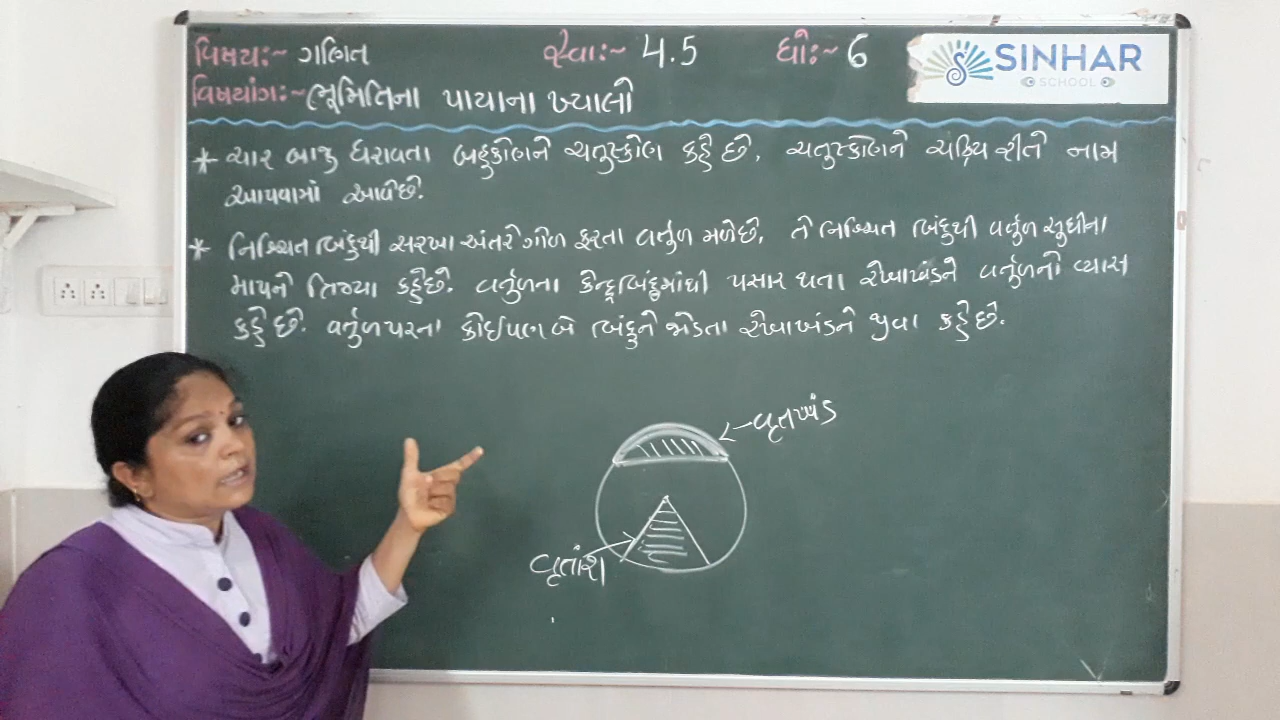 વિષય:~ ગણિત સ્વા:~ 4.5 ધો:~ 6
SINHAR
SCHOOL
વિષયાંગ:~ ભૂમિતિના પાયાના ખ્યાલો
* ચાર બાજુ ધરાવતા બહુકોણને ચતુષ્કોણ કહે છે. ચતુષ્કોણને ચક્રિય રીતે નામ
આપવામાં આવેછે.
* નિશ્ચિત બિંદુથી સરખા અંતરે ગોળ ફરતા વર્તુળ મળેછે. તે નિશ્ચિત બિંદુથી વર્તુળ સુધીના
માપને ત્રિજ્યા કહેછે. વર્તુળના કેન્દ્રબિંદુમાંથી પસાર થતા રેખાખંડને વર્તુળનો વ્યાસ
કહે છે. વર્તુળપરના કોઈપણ બે બિંદુને જોડતા રેખાખંડને જીવા કહે છે.
વૃતખંડ
વૃતાંશ